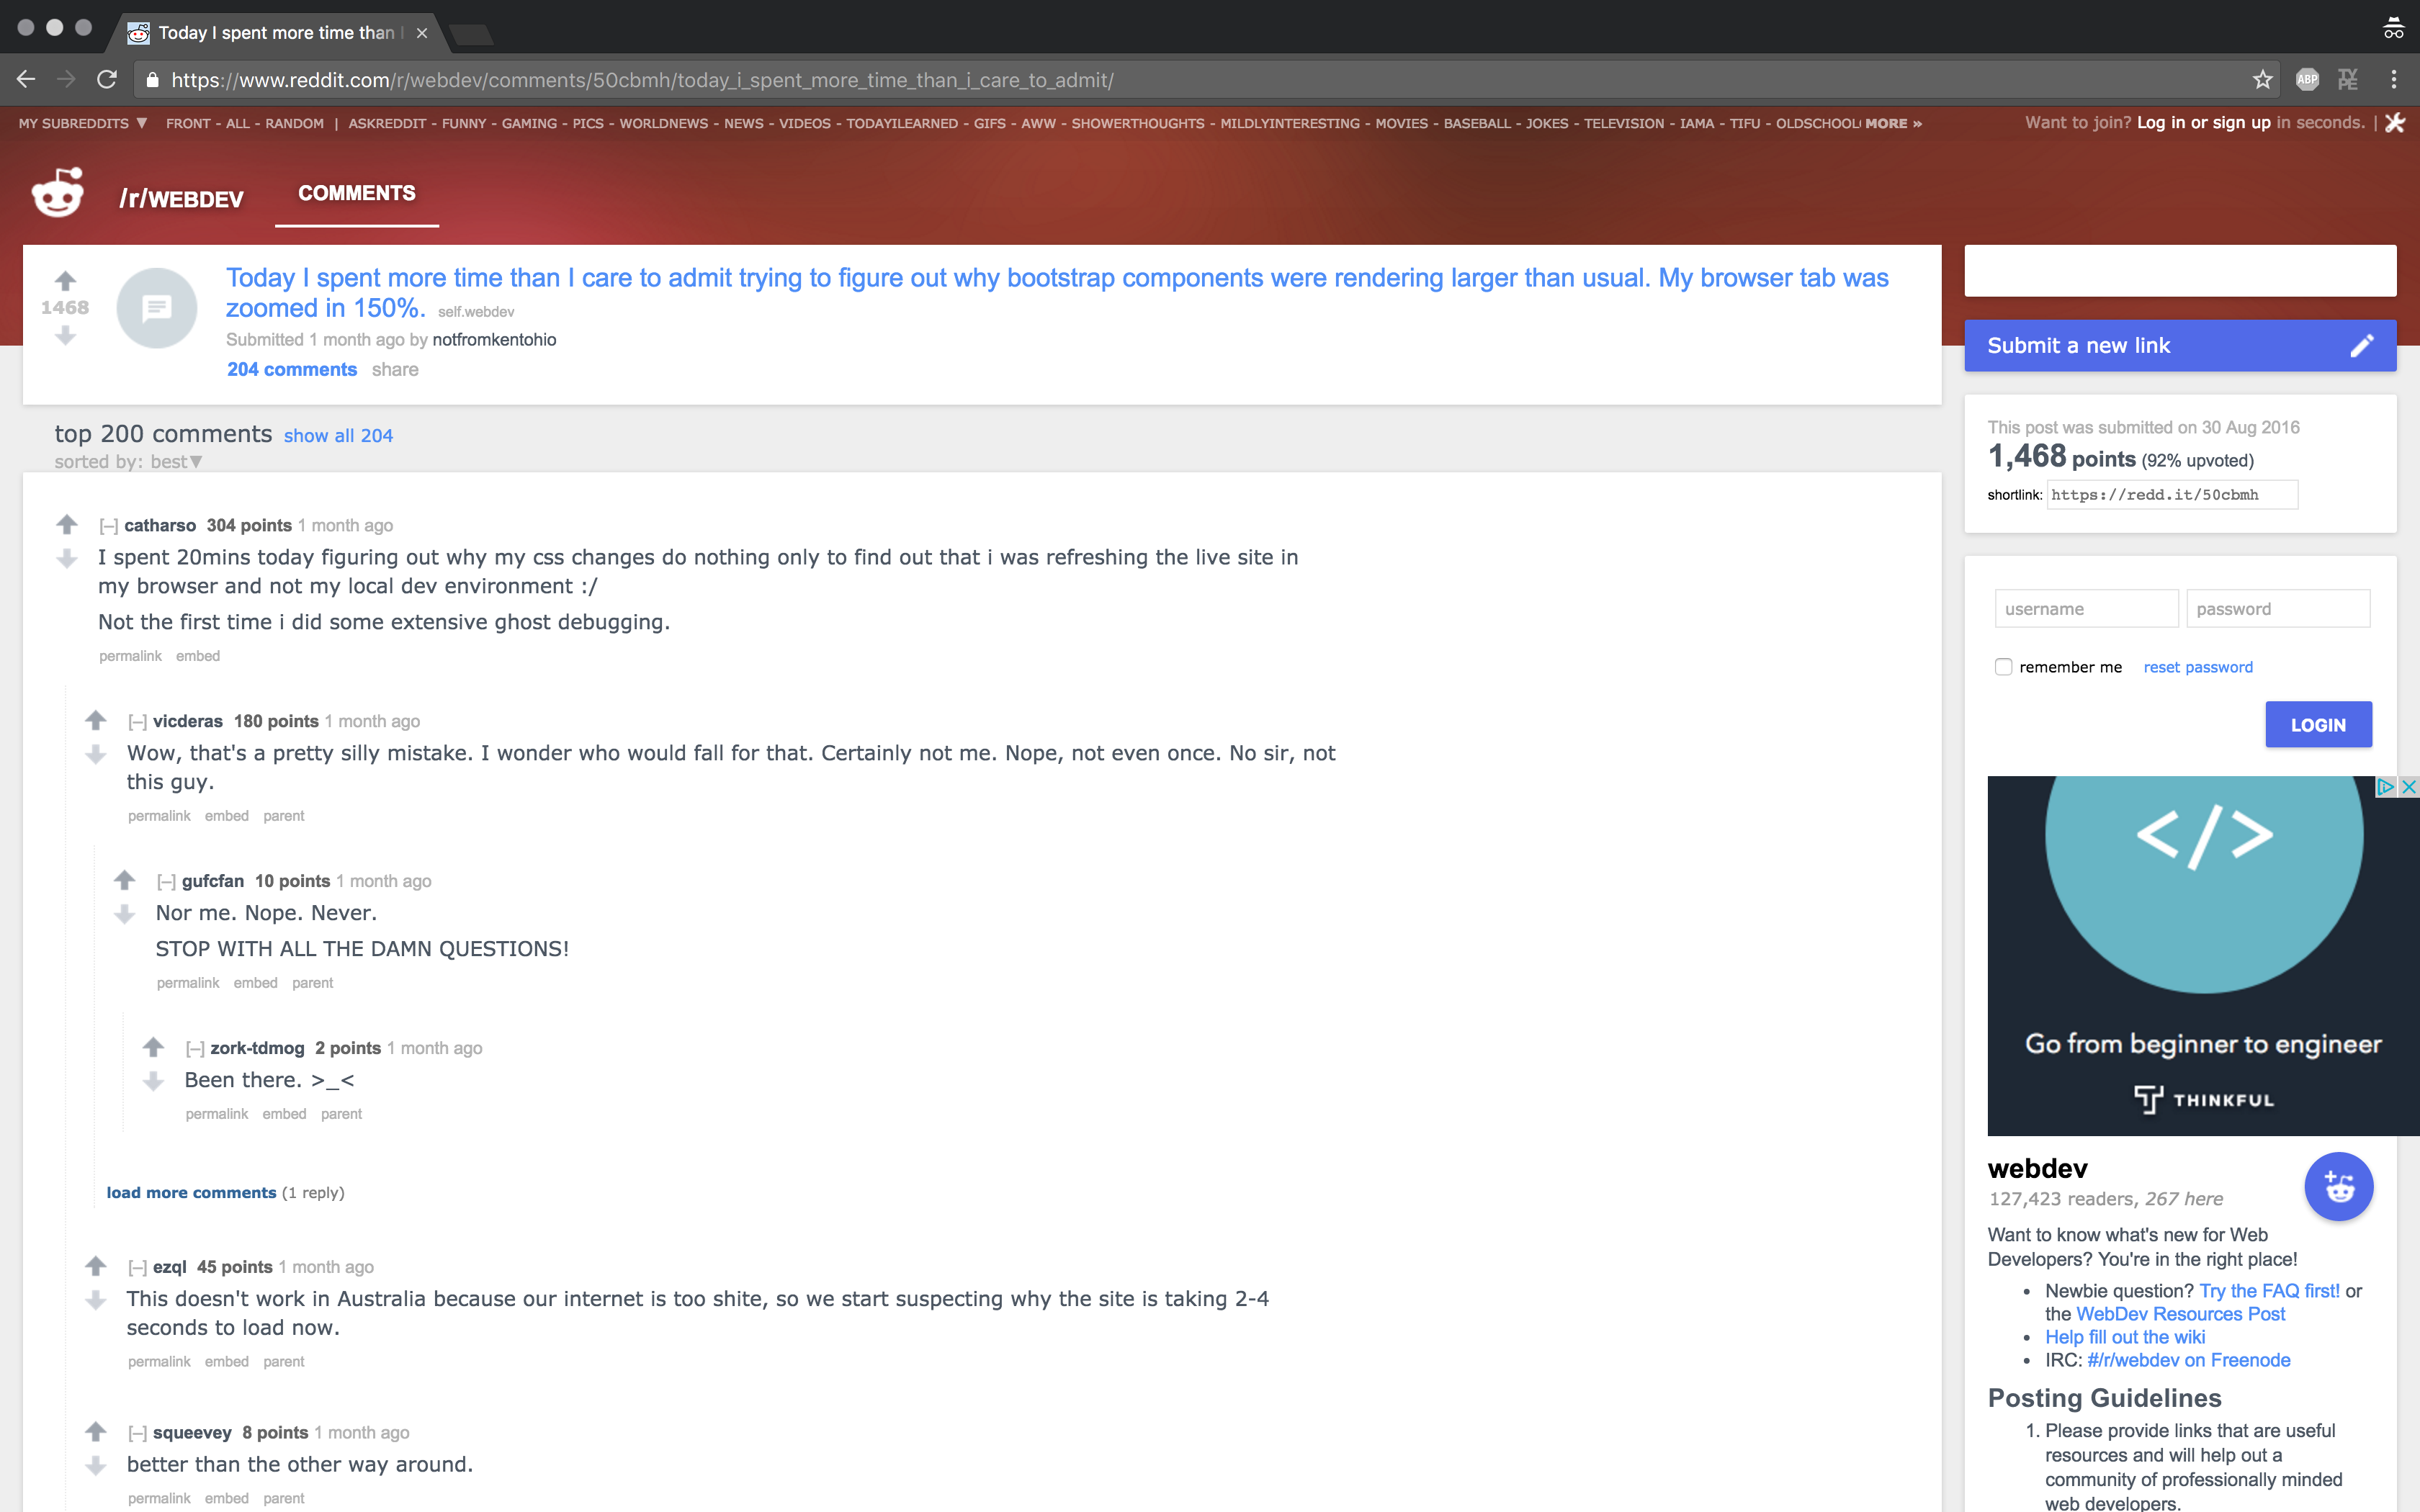 Today I spent more time than I
https://www.reddit.com/r/webdev/comments/50cbmh/today_i_spent_more_time_than_i_care_to_admit/
ABP
TYPE
MY SUBREDDITS ▼ FRONT - ALL - RANDOM | ASKREDDIT - FUNNY - GAMING - PICS - WORLDNEWS - NEWS - VIDEOS - TODAYILEARNED - GIFS - AWW - SHOWERTHOUGHTS - MILDLYINTERESTING - MOVIES - BASEBALL - JOKES - TELEVISION - IAMA - TIFU - OLDSCHOOL MORE »
Want to join? Log in or sign up in seconds. |
/r/WEBDEV COMMENTS
1468
Today I spent more time than I care to admit trying to figure out why bootstrap components were rendering larger than usual. My browser tab was
zoomed in 150%. self.webdev
Submitted 1 month ago by notfromkentohio
204 comments share
top 200 comments show all 204
sorted by: best▼
[–] catharso 304 points 1 month ago
I spent 20mins today figuring out why my css changes do nothing only to find out that i was refreshing the live site in
my browser and not my local dev environment :/
Not the first time i did some extensive ghost debugging.
permalink embed
[–] vicderas 180 points 1 month ago
Wow, that's a pretty silly mistake. I wonder who would fall for that. Certainly not me. Nope, not even once. No sir, not
this guy.
permalink embed parent
[–] gufcfan 10 points 1 month ago
Nor me. Nope. Never.
STOP WITH ALL THE DAMN QUESTIONS!
permalink embed parent
[–] zork-tdmog 2 points 1 month ago
Been there. >_<
permalink embed parent
load more comments (1 reply)
[–] ezql 45 points 1 month ago
This doesn't work in Australia because our internet is too shite, so we start suspecting why the site is taking 2-4
seconds to load now.
permalink embed parent
[–] squeevey 8 points 1 month ago
better than the other way around.
permalink embed parent
Submit a new link
This post was submitted on 30 Aug 2016
1,468 points (92% upvoted)
shortlink: https://redd.it/50cbmh
username password
remember me reset password
LOGIN
</>
Go from beginner to engineer
THINKFUL
webdev
127,423 readers, 267 here
Want to know what's new for Web
Developers? You're in the right place!
• Newbie question? Try the FAQ first! or
the WebDev Resources Post
• Help fill out the wiki
• IRC: #/r/webdev on Freenode
Posting Guidelines
1. Please provide links that are useful
resources and will help out a
community of professionally minded
web developers.